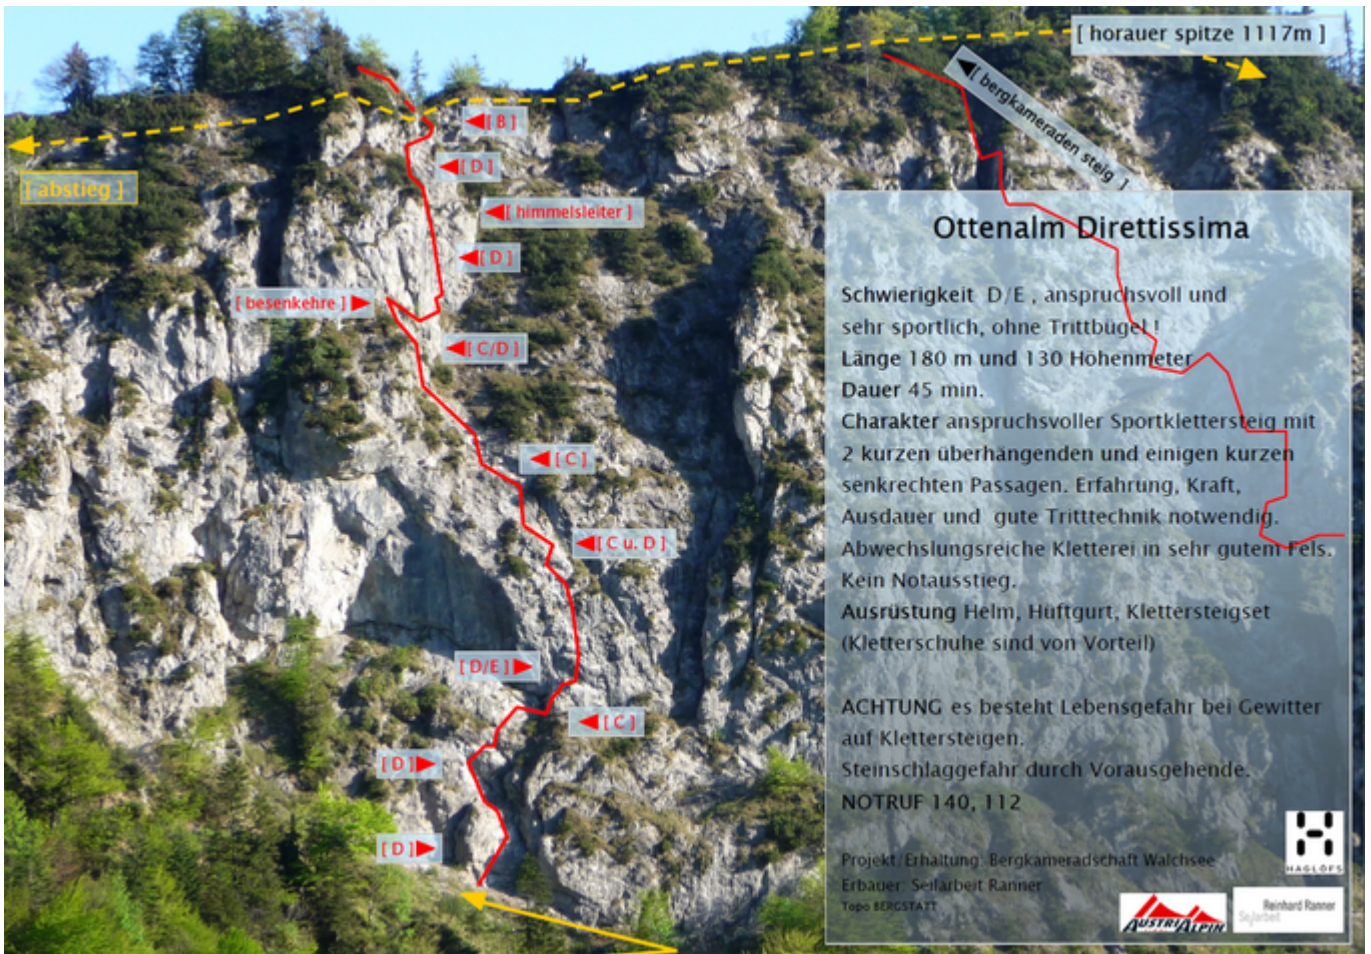 [ horauer spitze 1117m ]
[ bergkameraden steig ]
[ B ]
[ D ]
[ abstieg ]
[ himmelsleiter ]
[ D ]
[ besenkehre ]
[ C/D ]
[ C ]
[ C u. D ]
[ D/E ]
[ C ]
[ D ]
[ D ]
Ottenalm Direttissima
Schwierigkeit D/E , anspruchsvoll und
sehr sportlich, ohne Trittbügel !
Länge 180 m und 130 Höhenmeter
Dauer 45 min.
Charakter anspruchsvoller Sportklettersteig mit
2 kurzen überhängenden und einigen kurzen
senkrechten Passagen. Erfahrung, Kraft,
Ausdauer und gute Tritttechnik notwendig.
Abwechslungsreiche Kletterei in sehr gutem Fels.
Kein Notausstieg.
Ausrüstung Helm, Hüftgurt, Klettersteigset
(Kletterschuhe sind von Vorteil)
ACHTUNG es besteht Lebensgefahr bei Gewitter
auf Klettersteigen.
Steinschlaggefahr durch Vorausgehende.
NOTRUF 140, 112
Projekt/Erhaltung: Bergkameradschaft Walchsee
Erbauer: Seilarbeit Ranner
Topo BERGSTATT
HAGLÖFS
AUSTRIALPIN
Reinhard Ranner
Seilarbeit